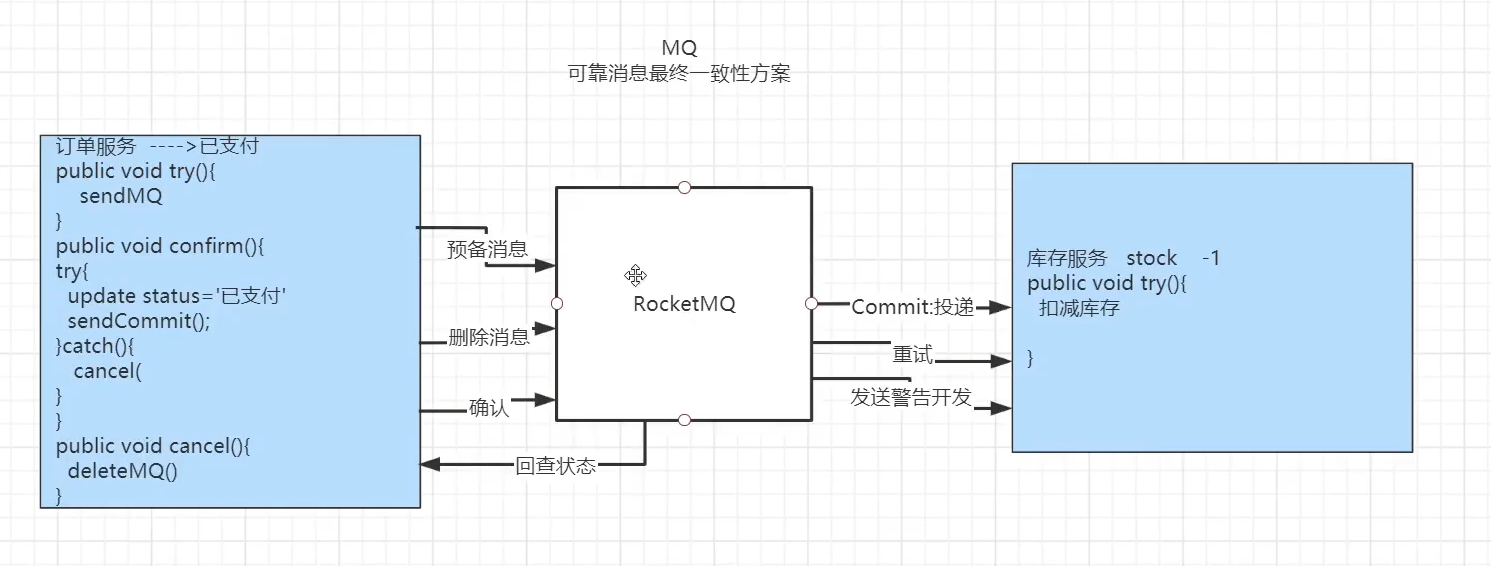 MQ
可靠消息最终一致性方案
订单服务 ---->已支付
public void try(){
sendMQ
}
public void confirm(){
try{
update status='已支付'
sendCommit();
}catch(){
cancel(
}
}
public void cancel(){
deleteMQ()
}
预备消息
删除消息
确认
回查状态
RocketMQ
Commit:投递
重试
发送警告开发
库存服务 stock -1
public void try(){
扣减库存
}